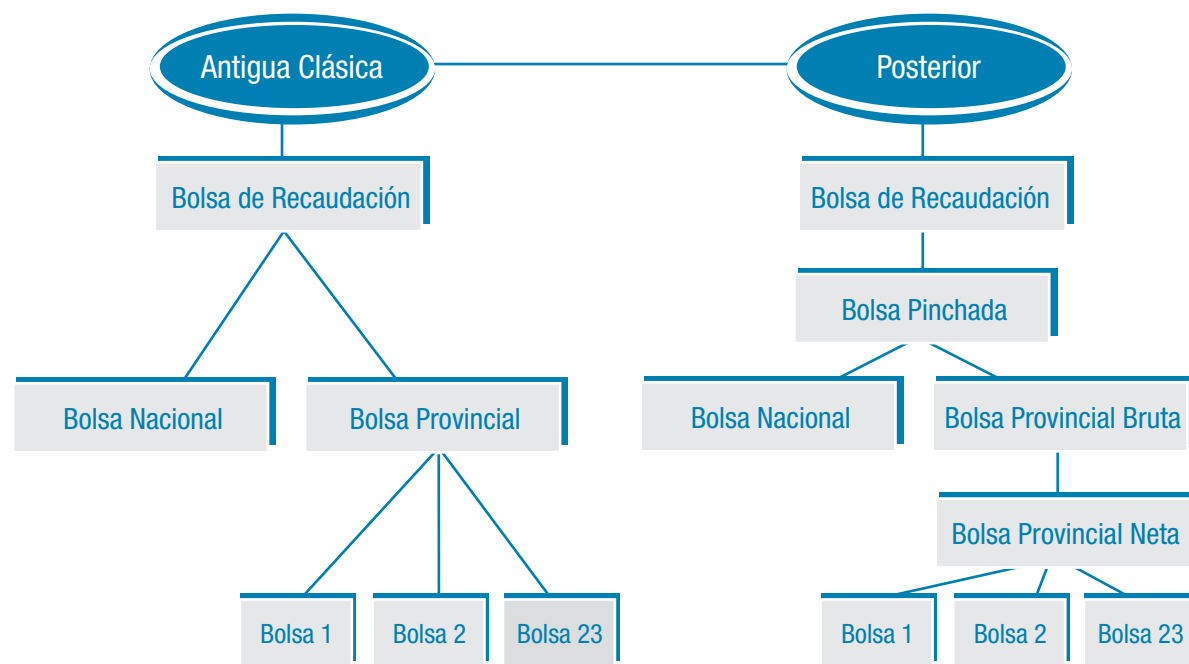 Antigua Clásica
Posterior
Bolsa de Recaudación
Bolsa de Recaudación
Bolsa Pinchada
Bolsa Nacional
Bolsa Provincial
Bolsa Nacional
Bolsa Provincial Bruta
Bolsa Provincial Neta
Bolsa 1
Bolsa 2
Bolsa 23
Bolsa 1
Bolsa 2
Bolsa 23